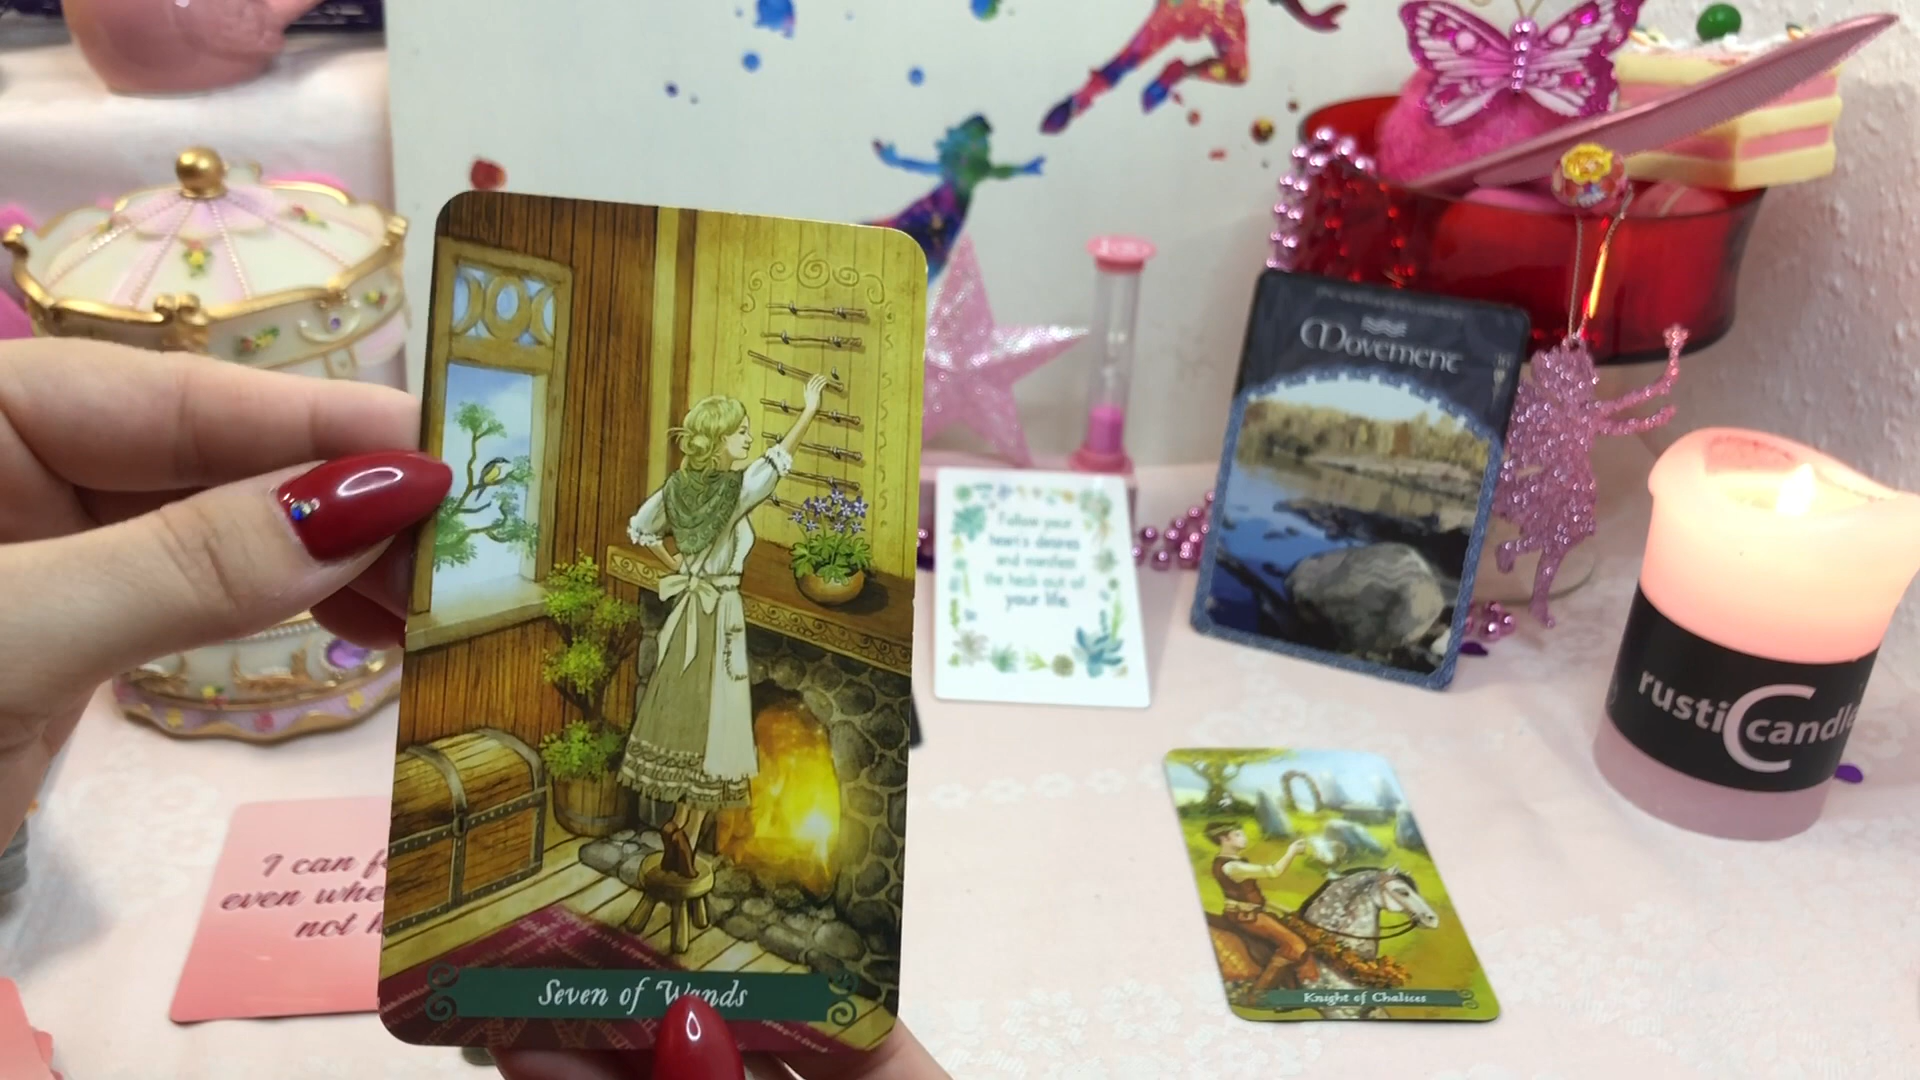 Movement
Follow your
heart's desires
and manifest
the heck out of
your life.
rustic candle
I can f
even whe
not h
Seven of Wands
Knight of Chalices